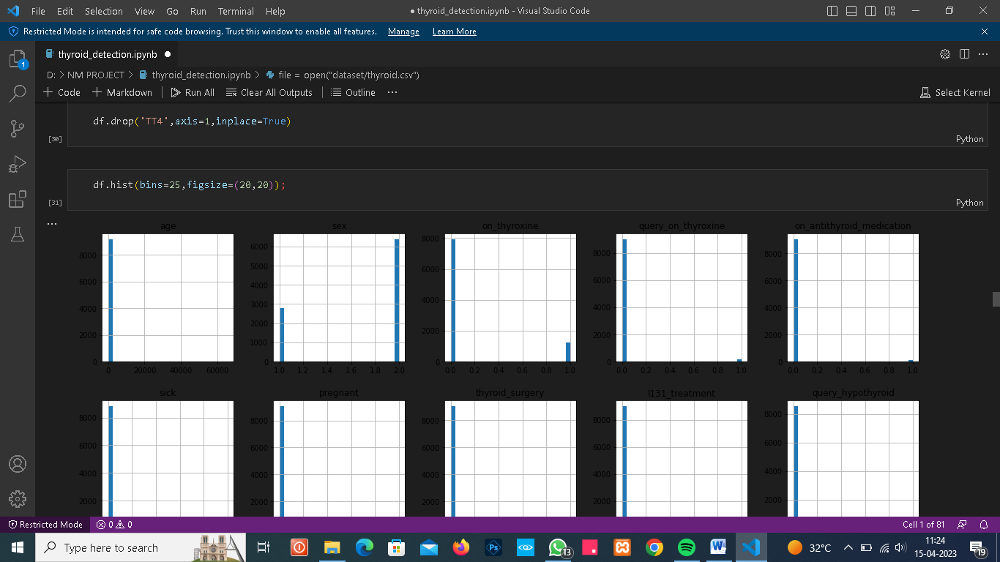 File Edit Selection View Go Run Terminal Help ● thyroid_detection.ipynb - Visual Studio Code
Restricted Mode is intended for safe code browsing. Trust this window to enable all features. Manage Learn More
thyroid_detection.ipynb ●
D: > NM PROJECT > thyroid_detection.ipynb > file = open("dataset/thyroid.csv")
+ Code + Markdown Run All Clear All Outputs Outline ... Select Kernel
1
df.drop('TT4',axis=1,inplace=True)
[30] Python
df.hist(bins=25,figsize=(20,20));
[31] Python
...
age sex on_thyroxine query_on_thyroxine on_antithyroid_medication
8000 6000 4000 2000 0
0 20000 40000 60000
6000 5000 4000 3000 2000 1000 0
1.0 1.2 1.4 1.6 1.8 2.0
8000 6000 4000 2000 0
0.0 0.2 0.4 0.6 0.8 1.0
8000 6000 4000 2000 0
0.0 0.2 0.4 0.6 0.8 1.0
8000 6000 4000 2000 0
0.0 0.2 0.4 0.6 0.8 1.0
sick pregnant thyroid_surgery I131_treatment query_hypothyroid
8000 8000 8000 8000 8000
6000 6000 6000 6000 6000
4000 4000 4000 4000 4000
2000 2000 2000 2000 2000
Restricted Mode 0 0 Cell 1 of 81
Type here to search 13 32°C 11:24
15-04-2023 19